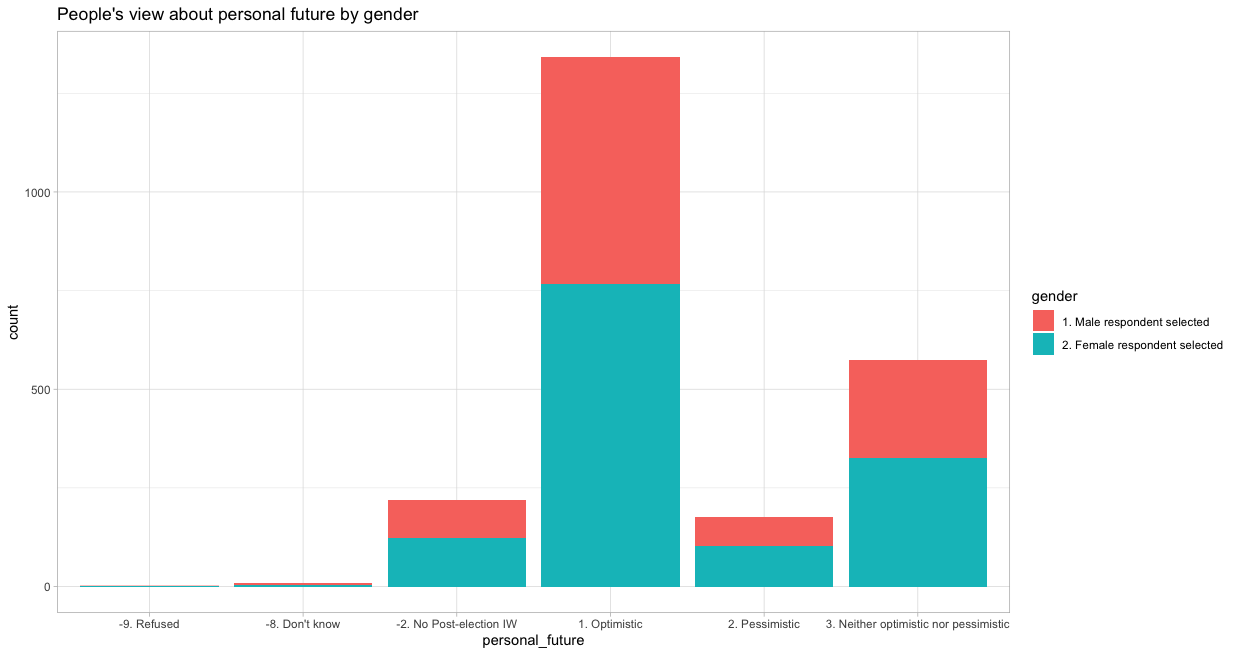 People's view about personal future by gender
count
1000
500
0
-9. Refused
-8. Don't know
-2. No Post-election IW
1. Optimistic
2. Pessimistic
3. Neither optimistic nor pessimistic
personal_future
gender
1. Male respondent selected
2. Female respondent selected